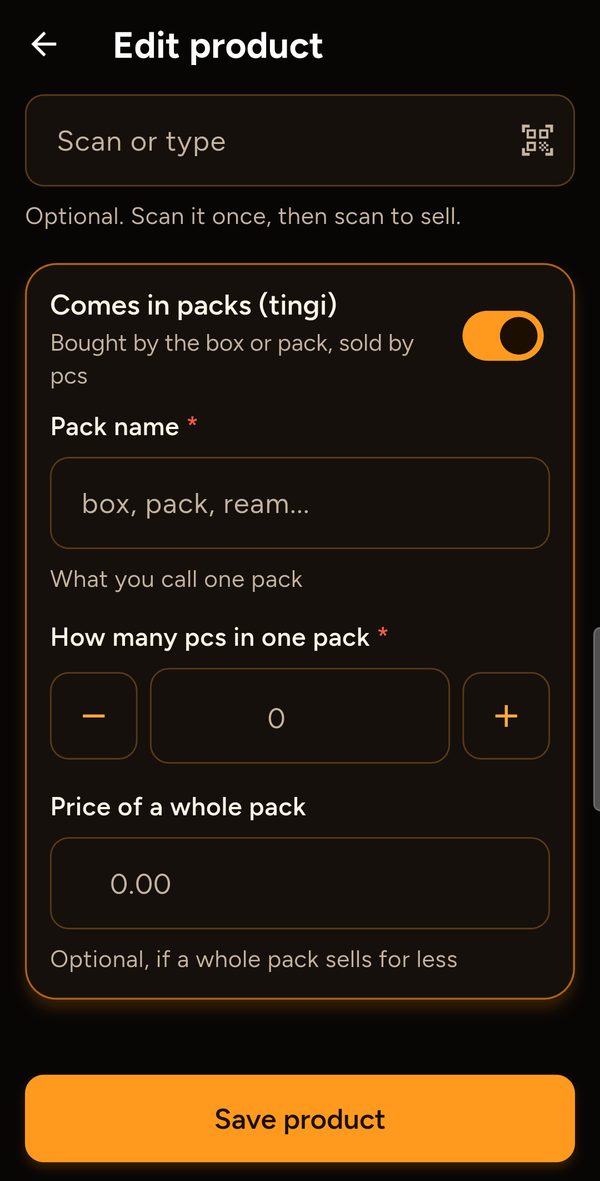 Edit product
Scan or type
Optional. Scan it once, then scan to sell.
Comes in packs (tingi)
Bought by the box or pack, sold by
pcs
Pack name *
box, pack, ream...
What you call one pack
How many pcs in one pack *
− 0 +
Price of a whole pack
0.00
Optional, if a whole pack sells for less
Save product